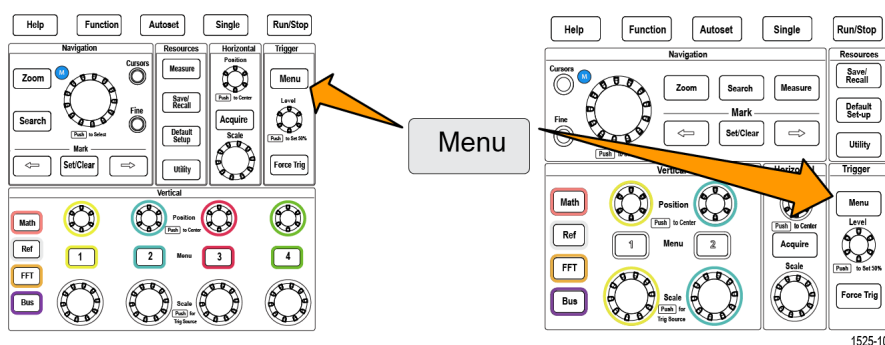 Help Function Autoset Single Run/Stop
Navigation Resources Horizontal Trigger
Zoom M Cursors Measure Position Menu
Push to Center
Save/
Recall
Level
Search Fine Acquire
Push to Select Default
Setup
Scale Push to Set 50%
Mark
Set/Clear Utility Force Trig
Vertical
Math Position
Push to Center
Ref
1 2 Menu 3 4
FFT
Bus Scale
Push for
Trig Source
Menu
Help Function Autoset Single Run/Stop
Navigation Resources
Cursors M Zoom Search Measure Save/
Recall
Mark Default
Set-up
Fine Set/Clear
Push Utility
Vertical Trigger
Math Position Menu
Push to Center Push to Center Level
Ref 1 Menu 2 Acquire
FFT Scale Push to Set 50%
Bus Scale
Push for
Trig Source
Force Trig
1525-10